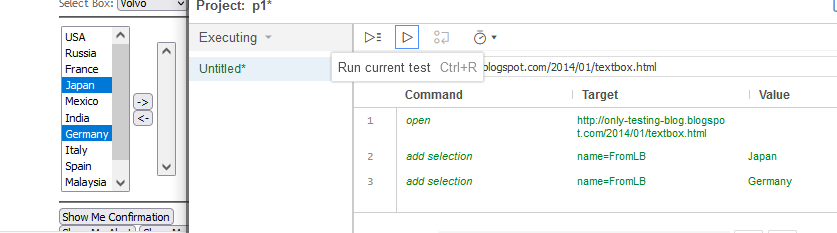 Select Box: Volvo
USA
Russia
France
Japan
Mexico
India
Germany
Italy
Spain
Malaysia
->
<-
Show Me Confirmation
Project: p1*
Executing
Untitled*
Run current test Ctrl+R
blogspot.com/2014/01/textbox.html
Command Target Value
1 open http://only-testing-blog.blogspo
t.com/2014/01/textbox.html
2 add selection name=FromLB Japan
3 add selection name=FromLB Germany